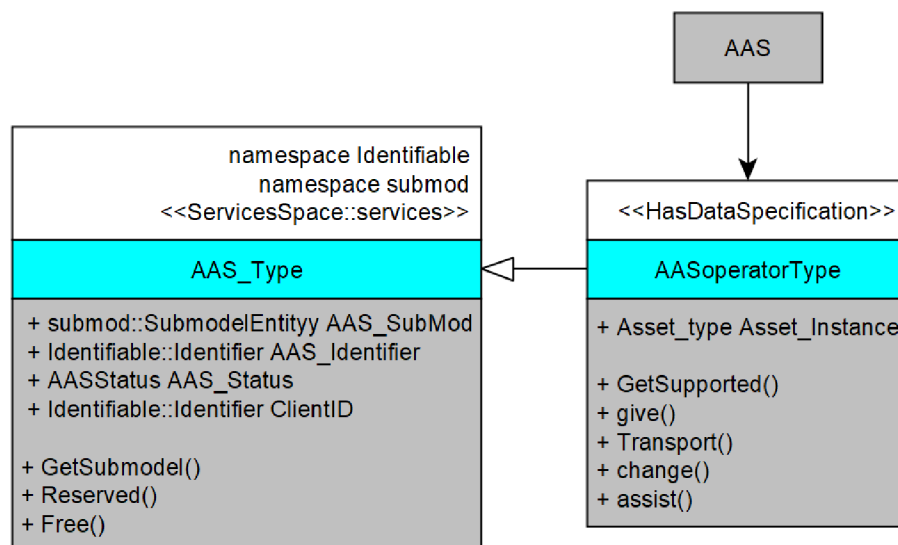 AAS
namespace Identifiable
namespace submod
<<ServicesSpace::services>>
AAS_Type
+ submod::SubmodelEntityy AAS_SubMod
+ Identifiable::Identifier AAS_Identifier
+ AASStatus AAS_Status
+ Identifiable::Identifier ClientID
+ GetSubmodel()
+ Reserved()
+ Free()
<<HasDataSpecification>>
AASoperatorType
+ Asset_type Asset_Instance
+ GetSupported()
+ give()
+ Transport()
+ change()
+ assist()